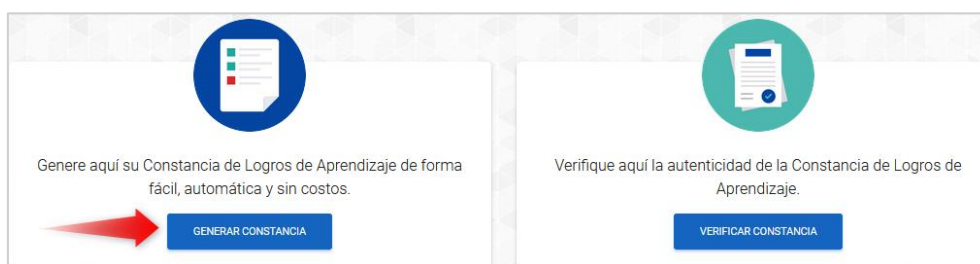 Genere aquí su Constancia de Logros de Aprendizaje de forma
fácil, automática y sin costos.
GENERAR CONSTANCIA
Verifique aquí la autenticidad de la Constancia de Logros de
Aprendizaje.
VERIFICAR CONSTANCIA